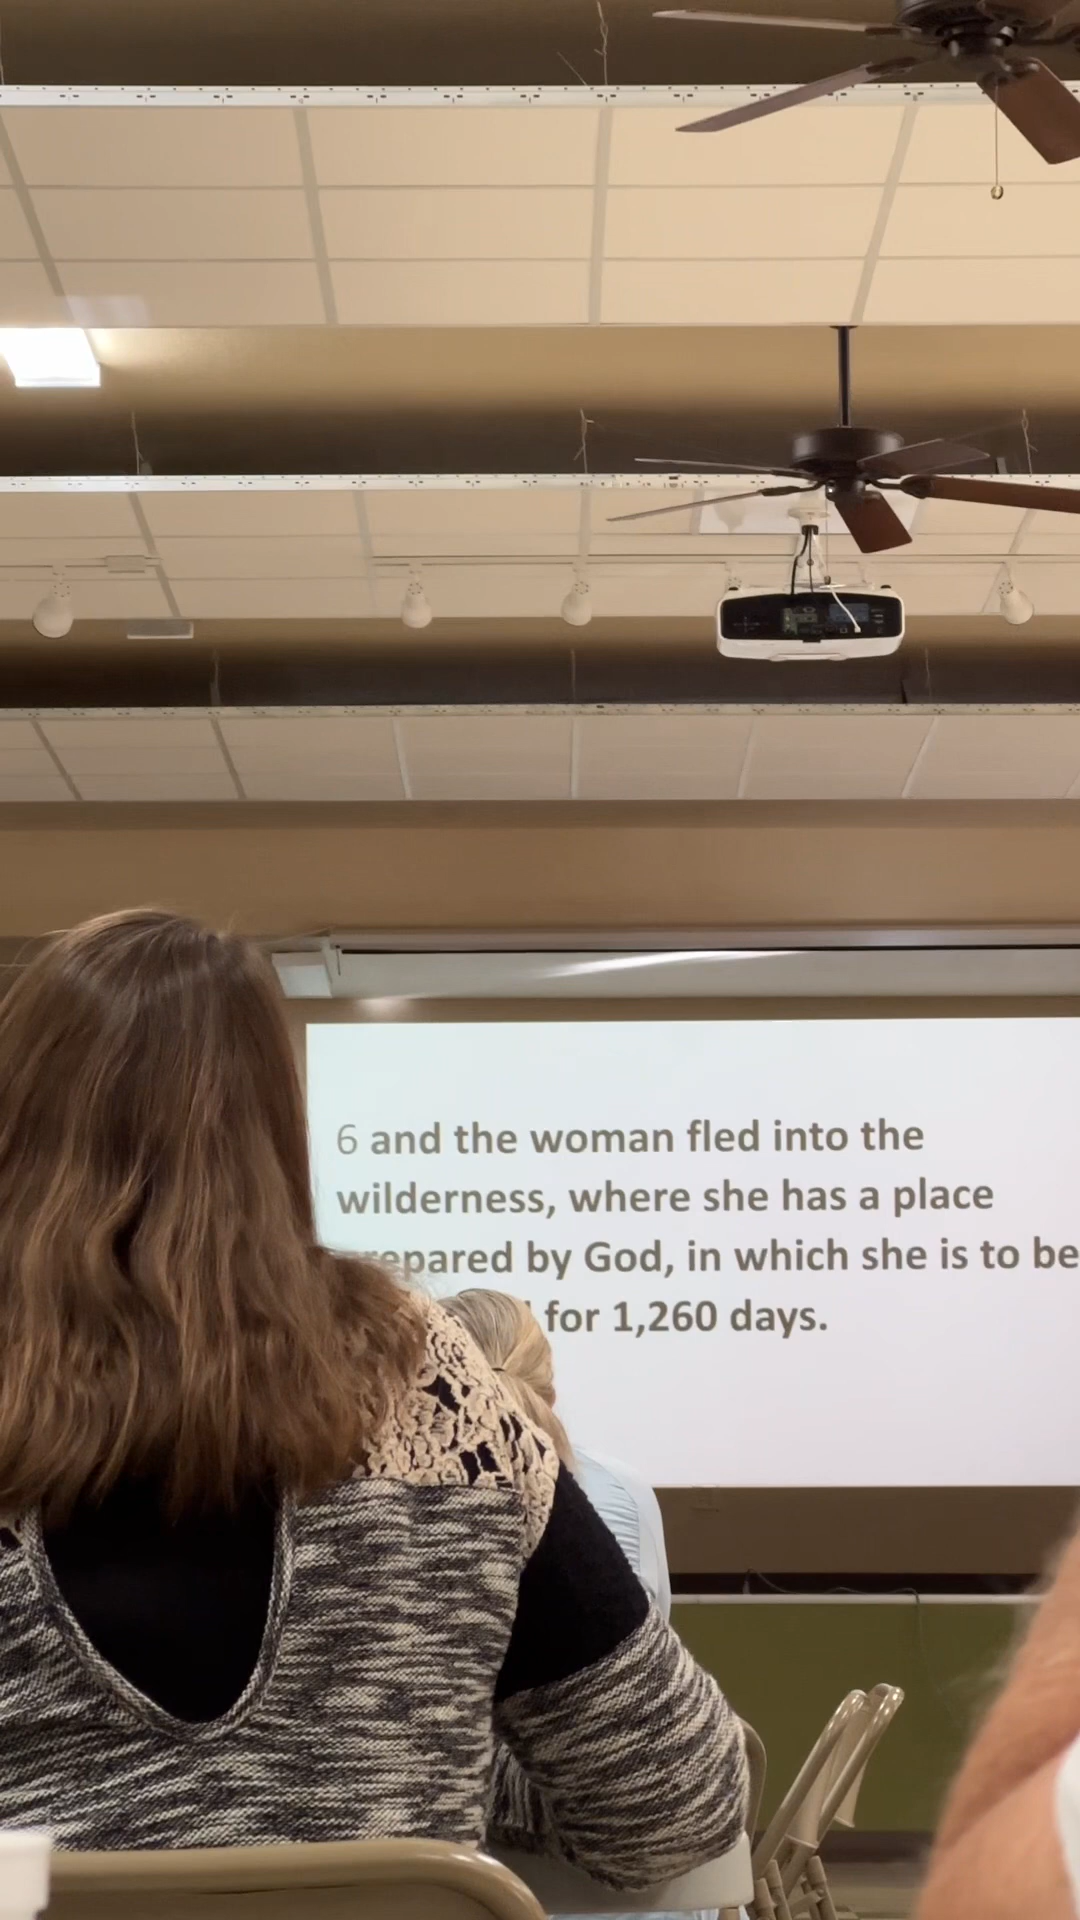 6 and the woman fled into the
wilderness, where she has a place
repared by God, in which she is to be
for 1,260 days.